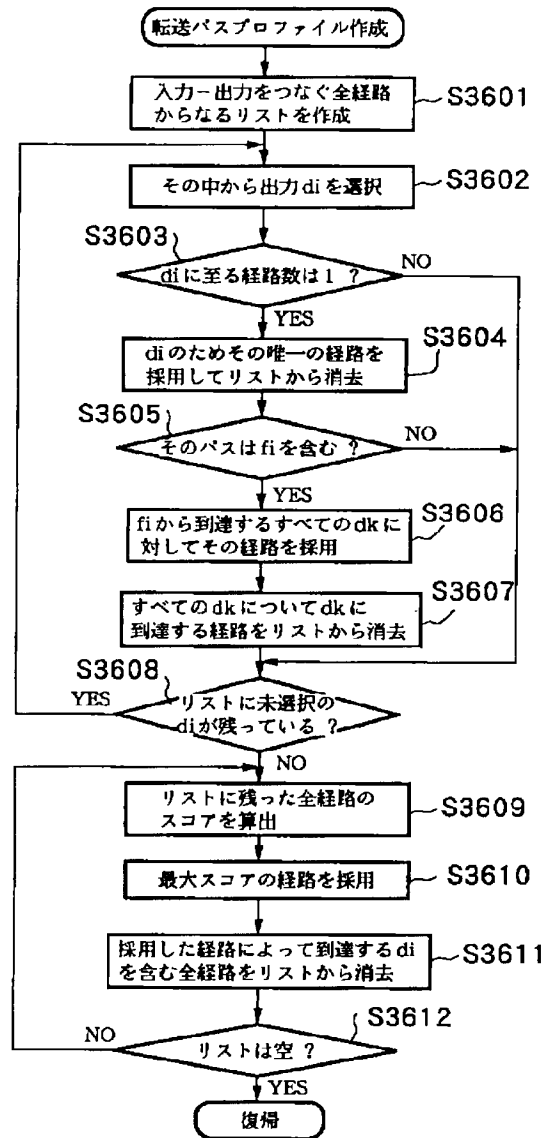 転送パスプロファイル作成
入力－出力をつなぐ全経路
からなるリストを作成
S3601
その中から出力diを選択
S3602
S3603
diに至る経路数は1 ?
NO
YES
diのためその唯一の経路を
採用してリストから消去
S3604
S3605
そのパスはfiを含む ?
NO
YES
fiから到達するすべてのdkに
対してその経路を採用
S3606
すべてのdkについてdkに
到達する経路をリストから消去
S3607
S3608
YES
リストに未選択の
diが残っている ?
NO
リストに残った全経路の
スコアを算出
S3609
最大スコアの経路を採用
S3610
採用した経路によって到達するdi
を含む全経路をリストから消去
S3611
S3612
NO
リストは空 ?
YES
復帰